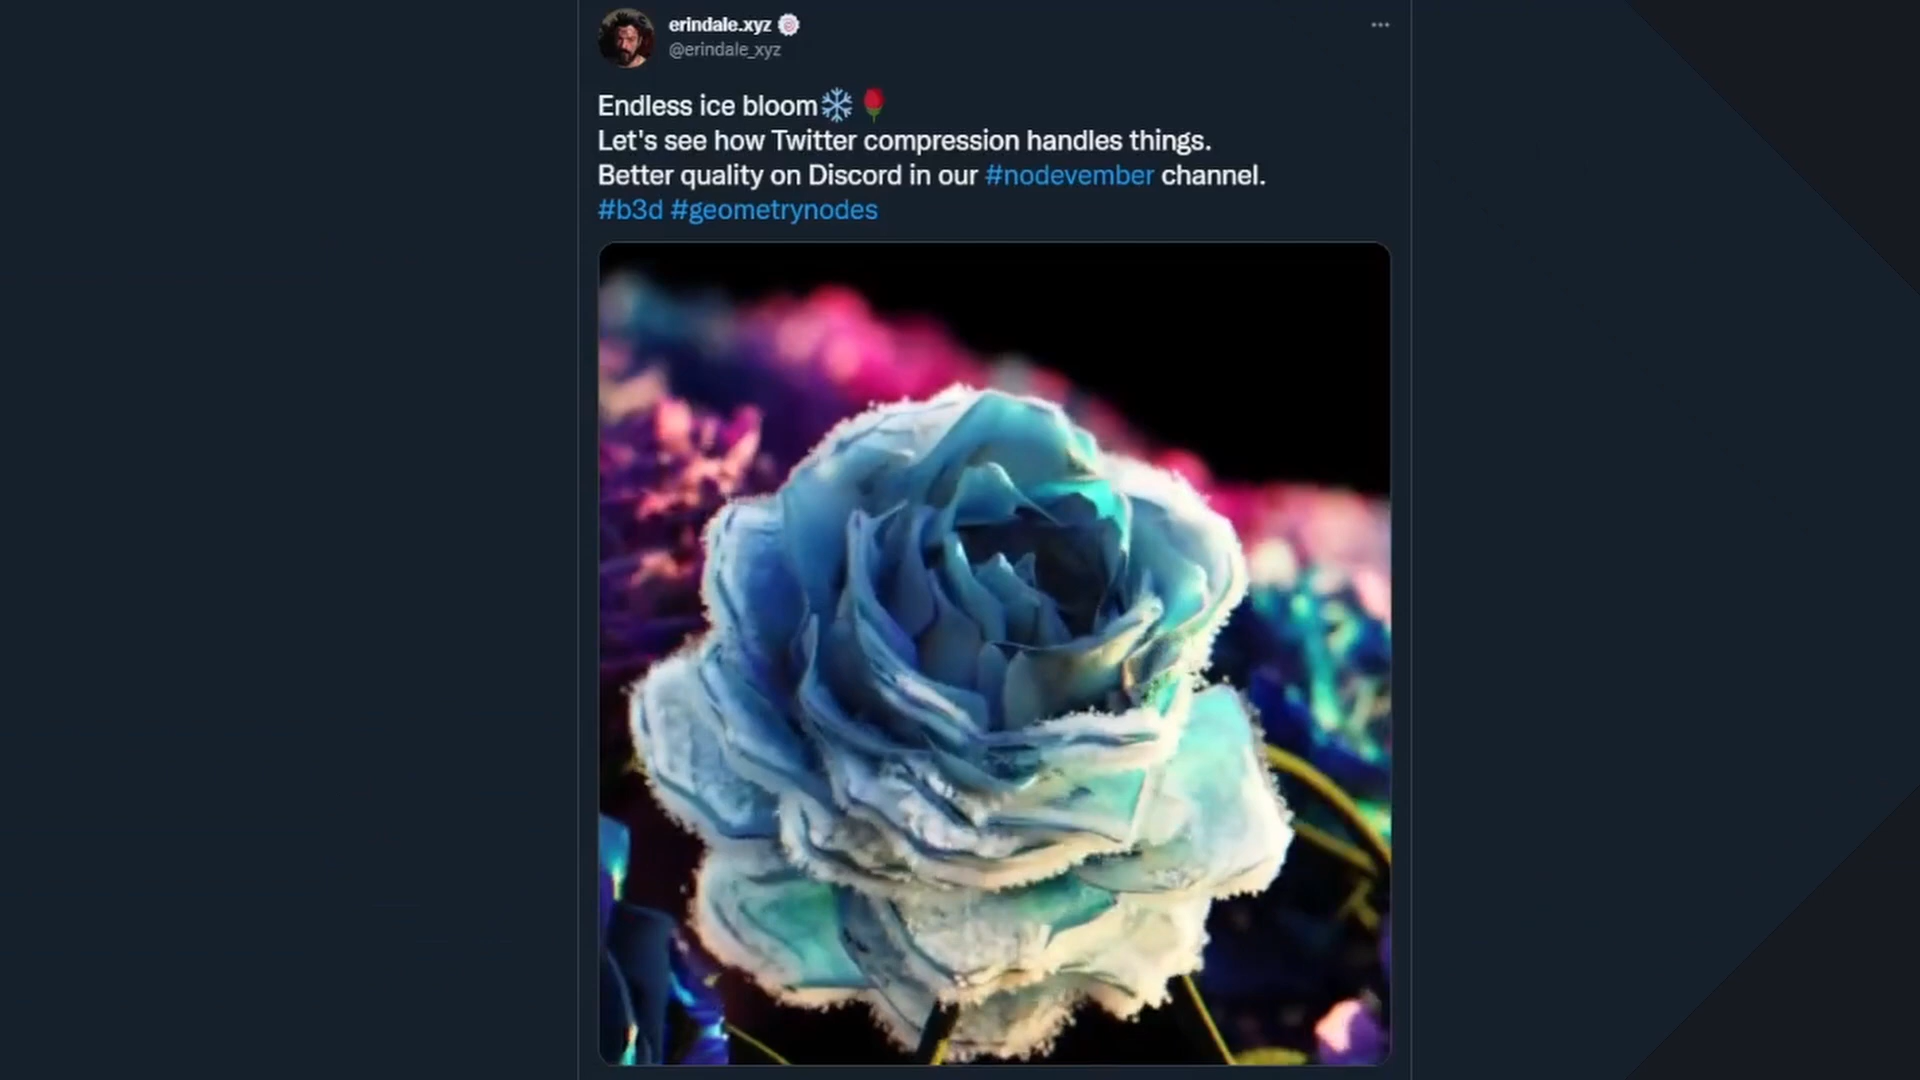 erindale.xyz 🍥
@erindale_xyz
Endless ice bloom❄️🌹
Let's see how Twitter compression handles things.
Better quality on Discord in our #nodevember channel.
#b3d #geometrynodes